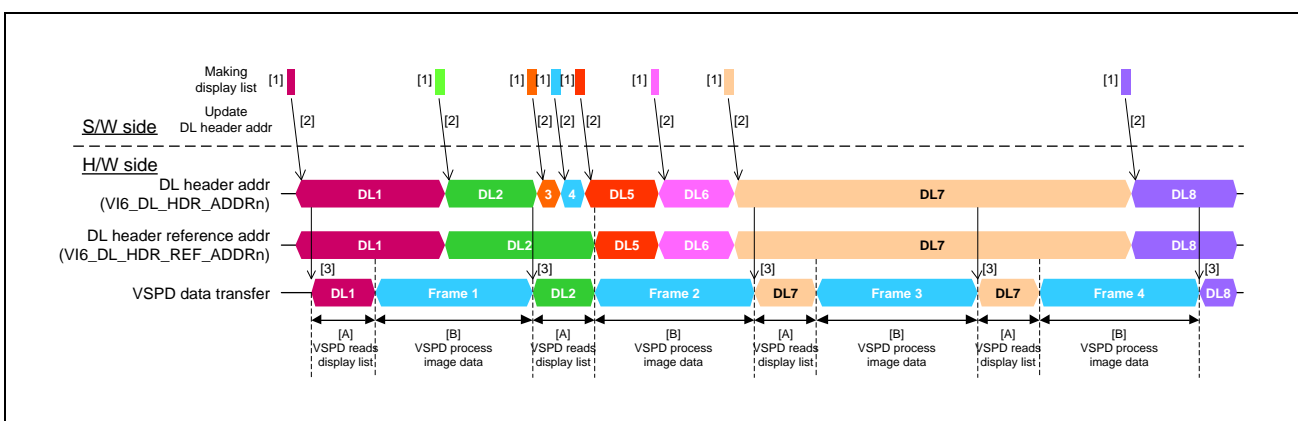 Making
display list
[1] [1] [1] [1] [1] [1] [1] [1]
Update
DL header addr
[2] [2] [2] [2] [2] [2] [2] [2]
S/W side
H/W side
DL header addr
(VI6_DL_HDR_ADDRn)
DL1 DL2 3 4 DL5 DL6 DL7 DL8
DL header reference addr
(VI6_DL_HDR_REF_ADDRn)
DL1 DL2 DL5 DL6 DL7 DL8
[3] [3] [3] [3] [3]
VSPD data transfer
DL1 Frame 1 DL2 Frame 2 DL7 Frame 3 DL7 Frame 4 DL8
[A] [B] [A] [B] [A] [B] [A] [B]
VSPD reads VSPD process VSPD reads VSPD process VSPD reads VSPD process VSPD reads VSPD process
display list image data display list image data display list image data display list image data